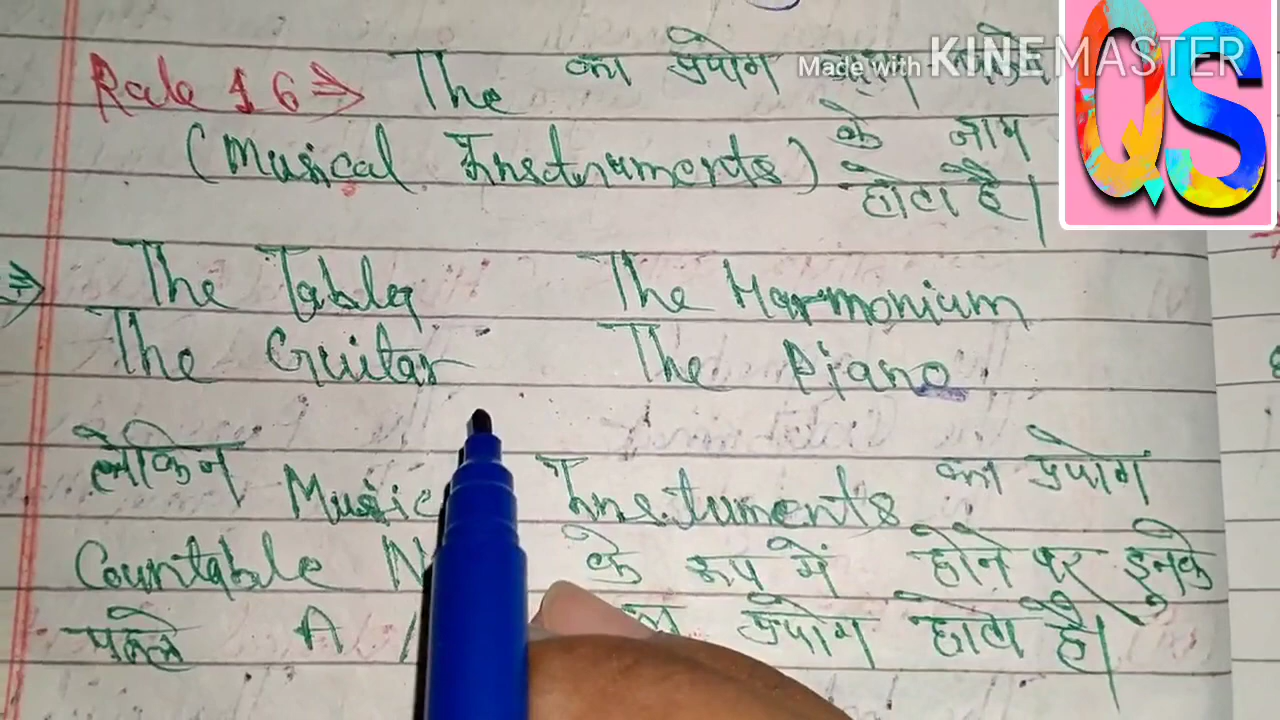 Rule 16 ⇒ The का प्रयोग
(Musical Instruments) के नाम
होता है।
⇒ The Tabla The Harmonium
The Guitar The Piano
लेकिन Music Instuments का प्रयोग
Countable के रूप में होने पर इनके
पहले A / का प्रयोग होता है।
Made with KINEMASTER
QS